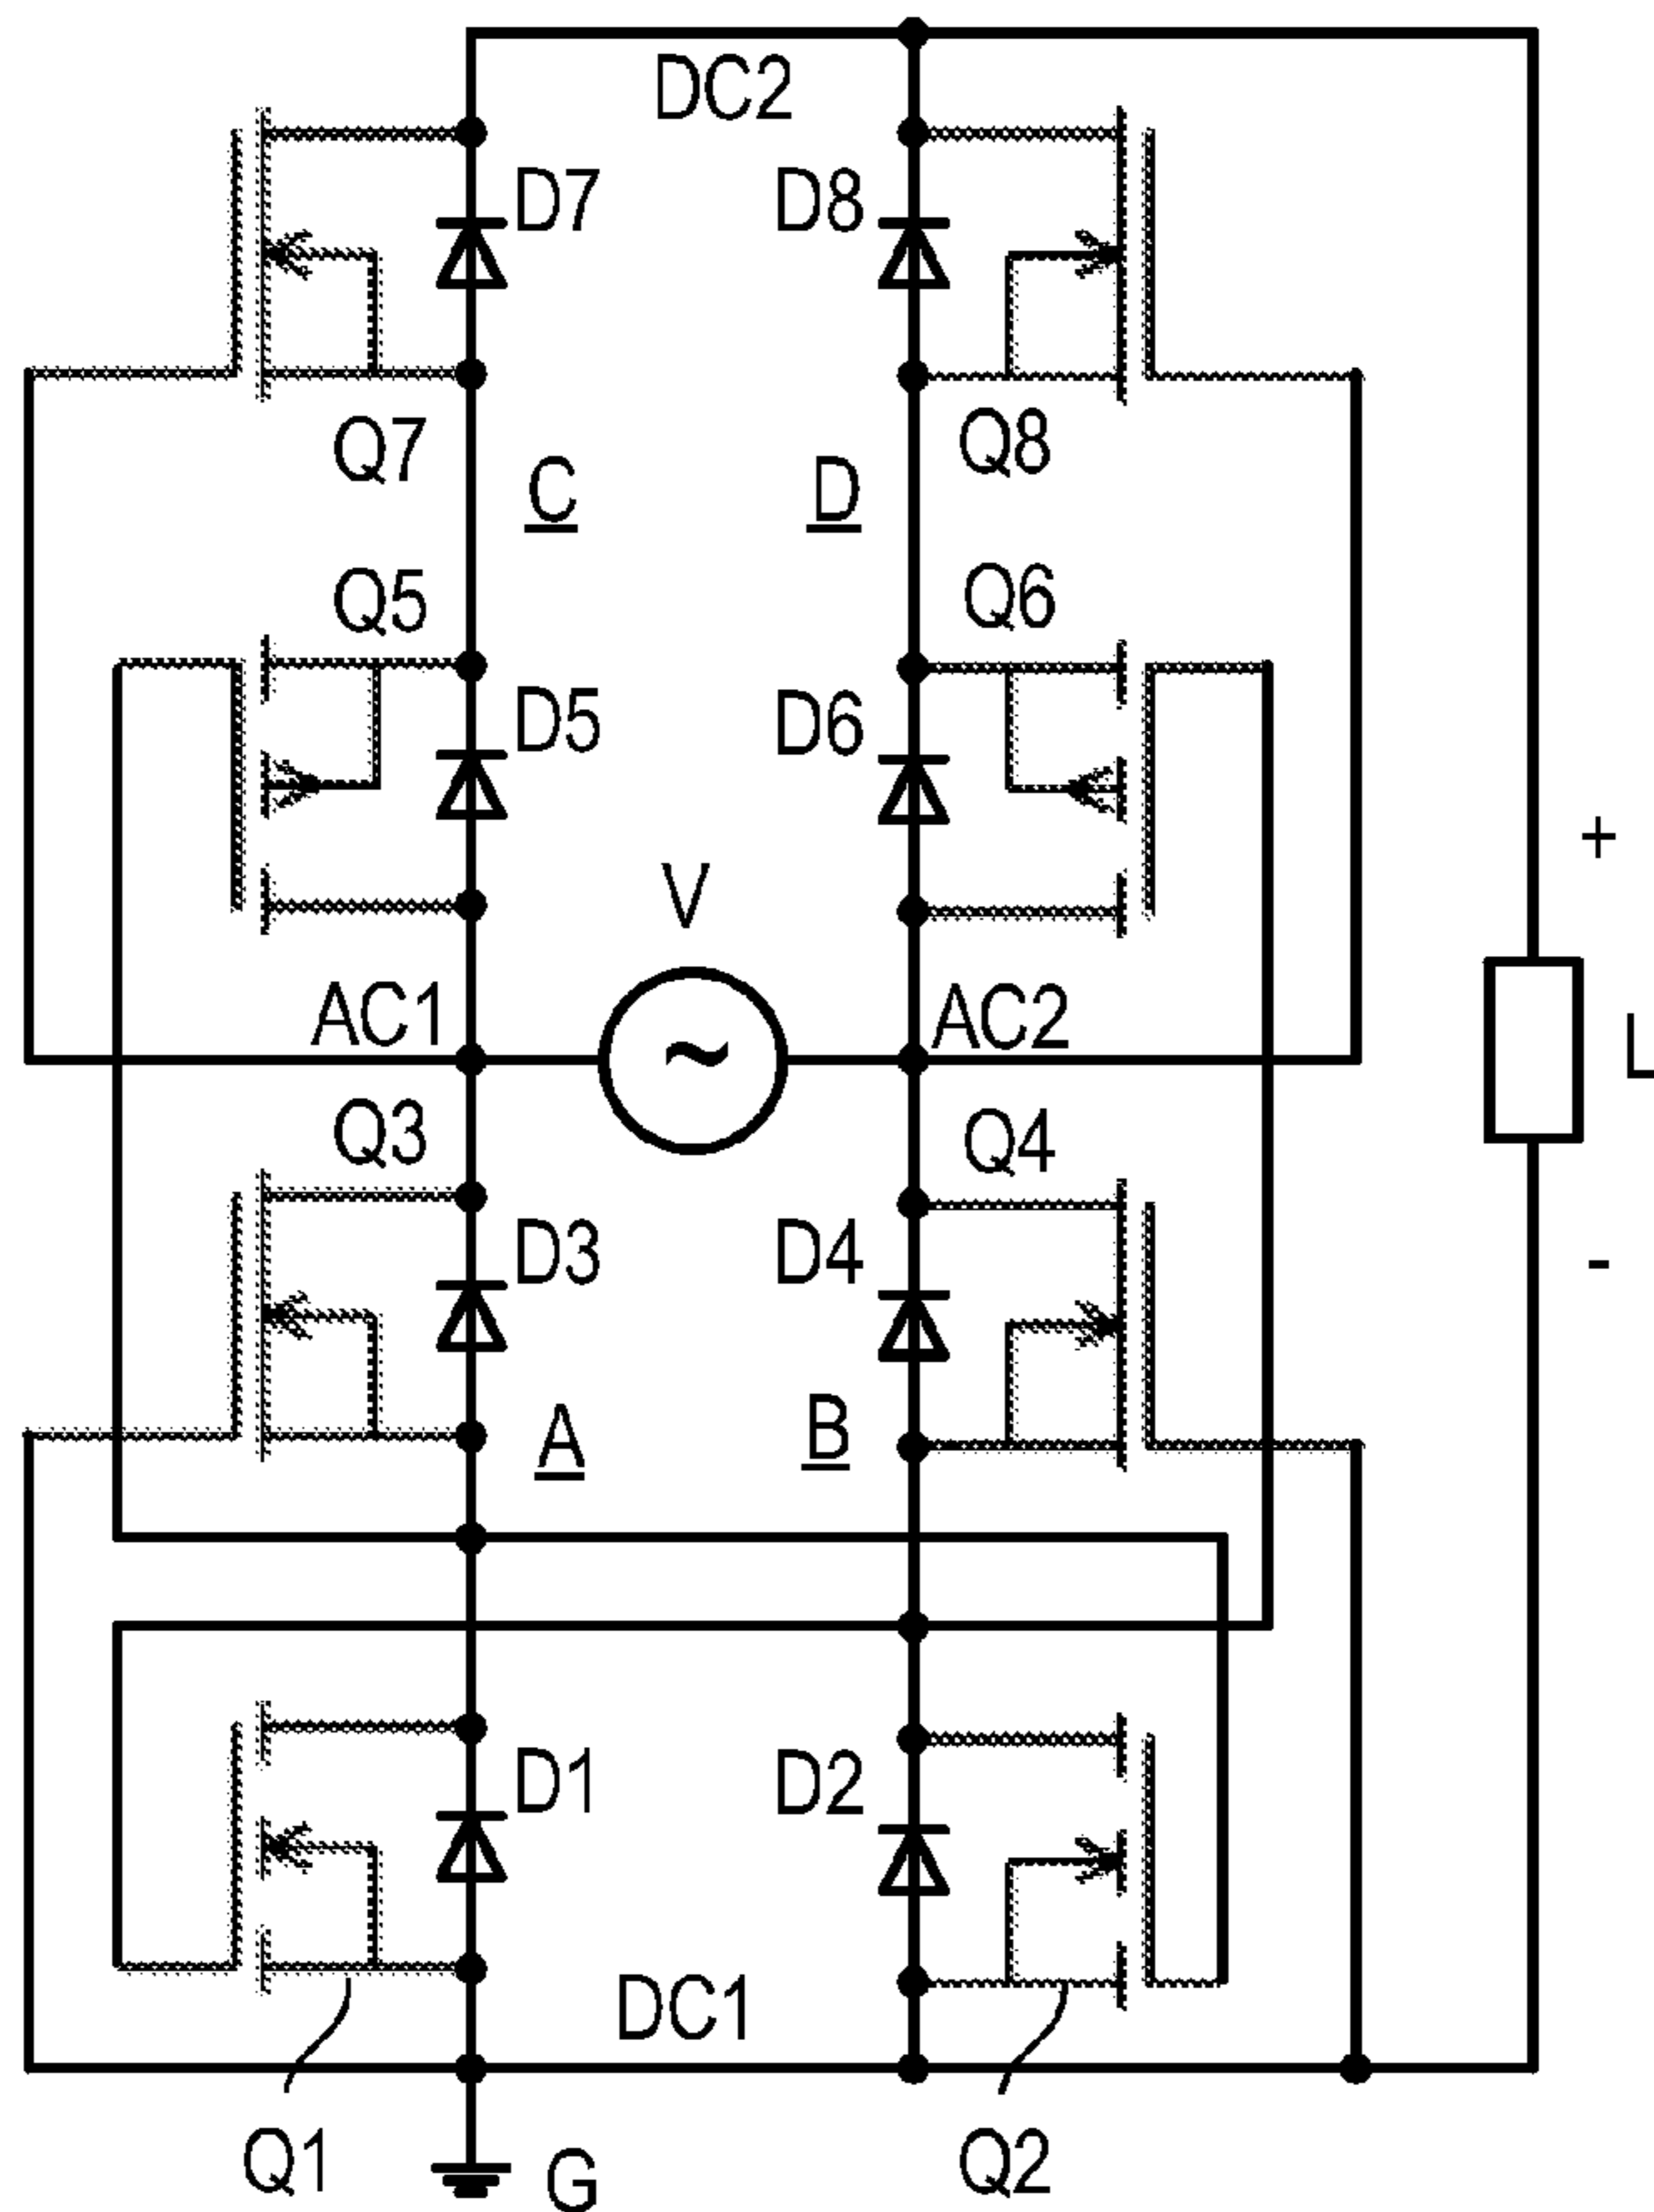 DC2
D7 D8
Q7 Q8
C D
Q5 Q6
D5 D6
+
V
AC1 ~ AC2
L
Q3 Q4
D3 D4
-
A B
D1 D2
DC1
Q1 G Q2